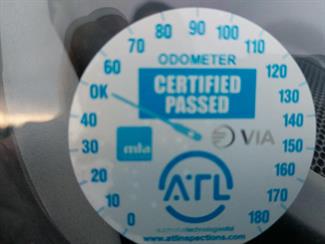 80 90 100
70 110
60 ODOMETER 120
OK CERTIFIED 130
PASSED
40 140
30 mta VIA 150
20 160
10 ATL 170
0 automotivetechnologiesltd 180
www.atlinspections.com